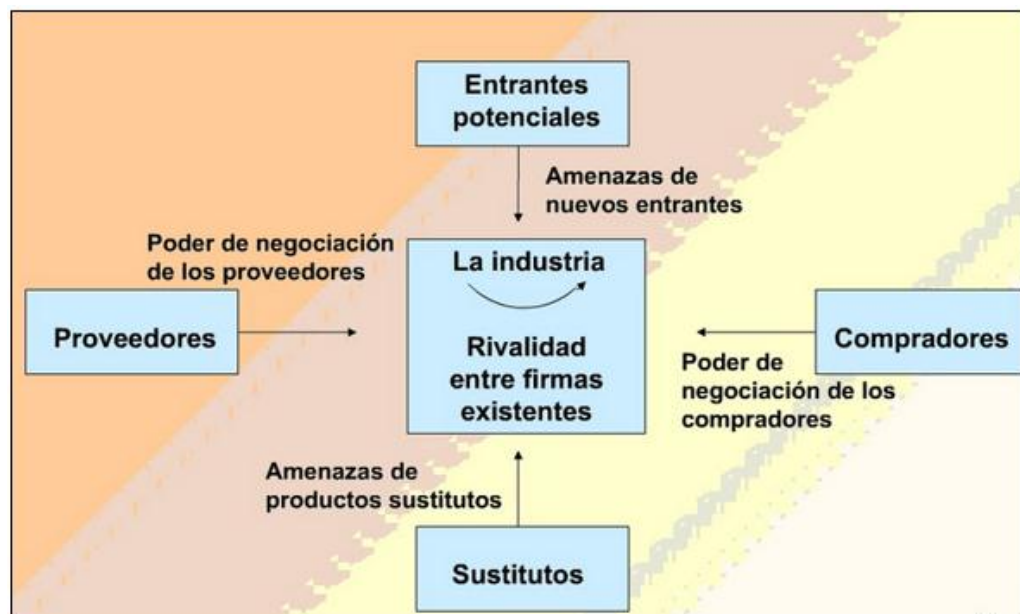 Entrantes
potenciales
Amenazas de
nuevos entrantes
Poder de negociación
de los proveedores
La industria
Proveedores
Rivalidad
entre firmas
existentes
Compradores
Poder de
negociación de los
compradores
Amenazas de
productos sustitutos
Sustitutos